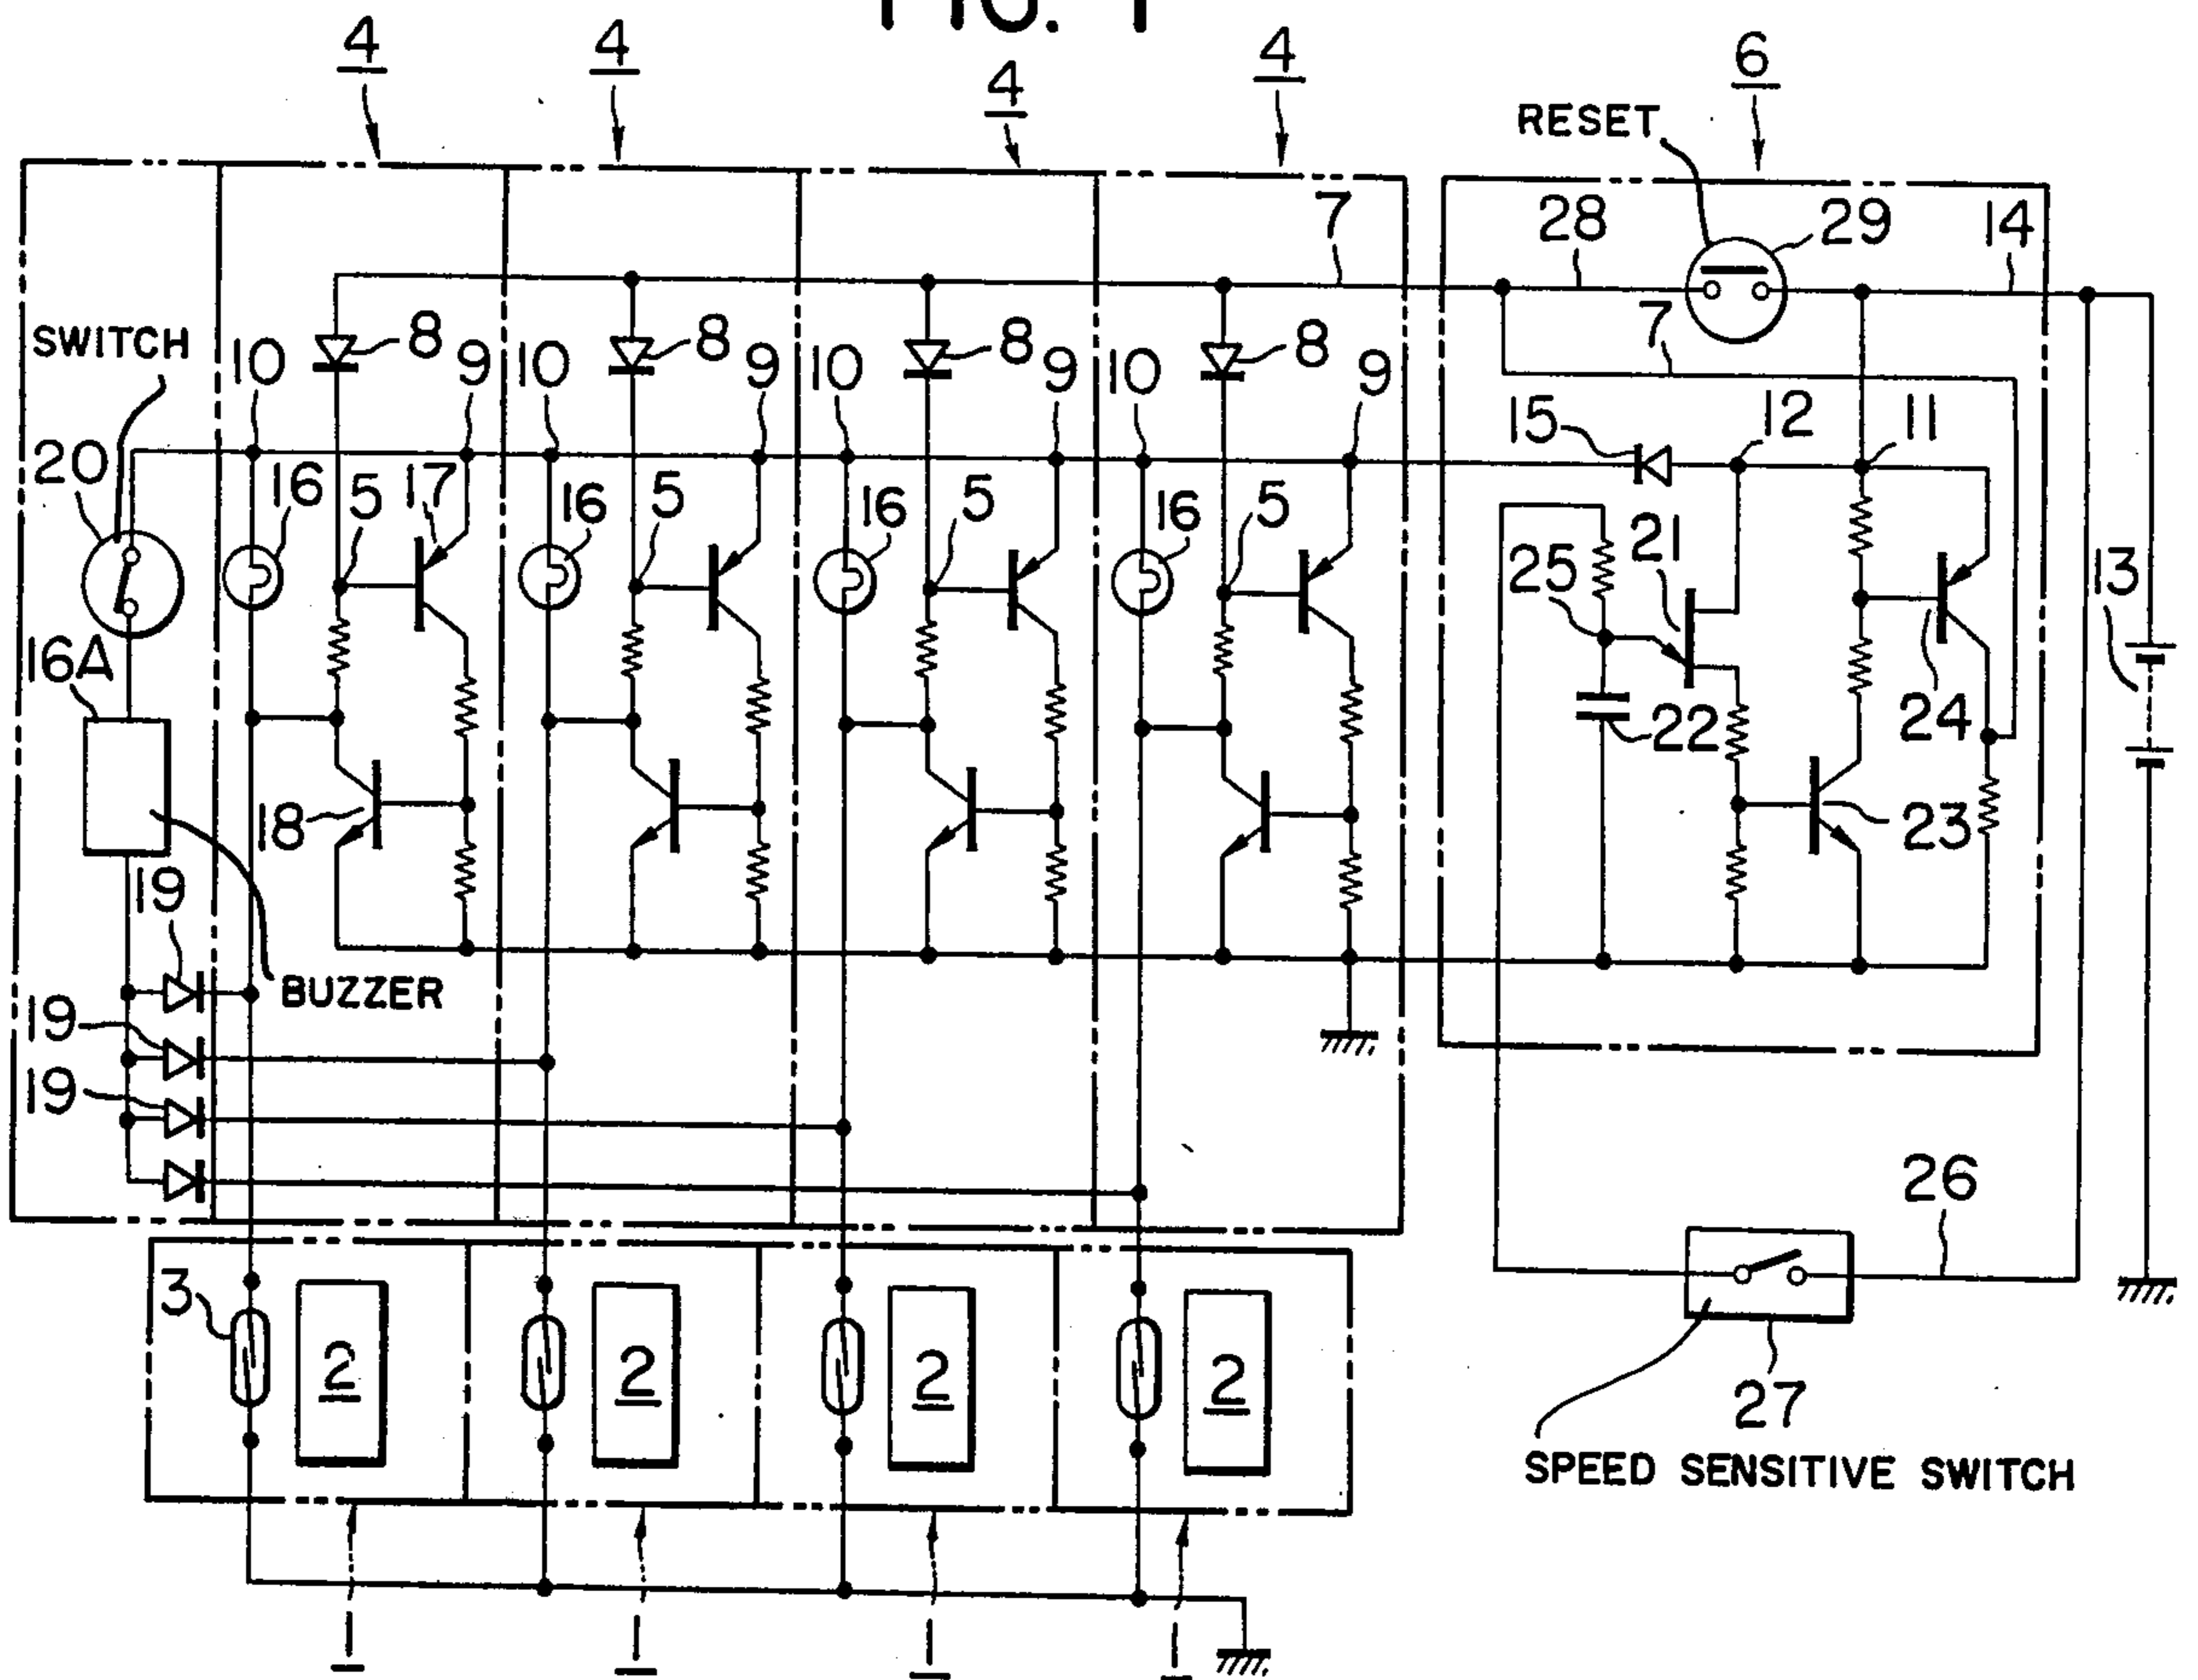 FIG. 1
4 4 4 4 6
RESET
7 28 29 14
SWITCH
10 8 9 10 8 9 10 8 9 10 8 9 7
15 12 11
20 16 5 17 16 5 16 5 16 5
25 21 13
16A
22 24
18 23
19
BUZZER
19
19
26
3 2 2 2 2
27
SPEED SENSITIVE SWITCH
1 1 1 1